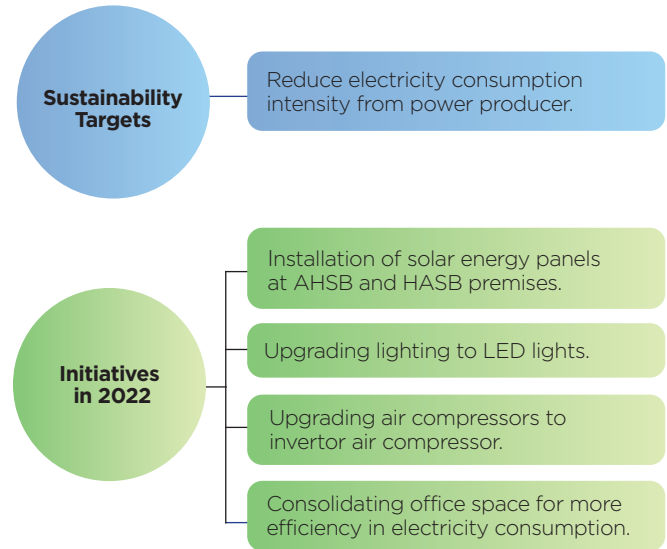 Sustainability
Targets
Reduce electricity consumption
intensity from power producer.
Initiatives
in 2022
Installation of solar energy panels
at AHSB and HASB premises.
Upgrading lighting to LED lights.
Upgrading air compressors to
invertor air compressor.
Consolidating office space for more
efficiency in electricity consumption.